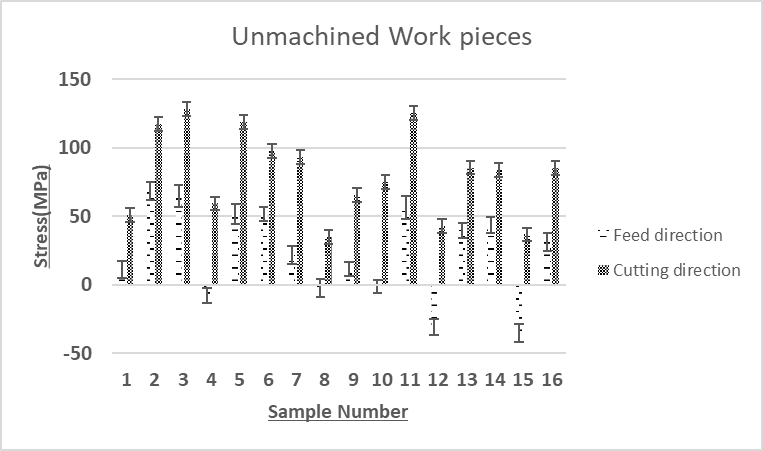 Unmachined Work pieces
150
100
50
0
-50
Stress(MPa)
1 2 3 4 5 6 7 8 9 10 11 12 13 14 15 16
Sample Number
Feed direction
Cutting direction